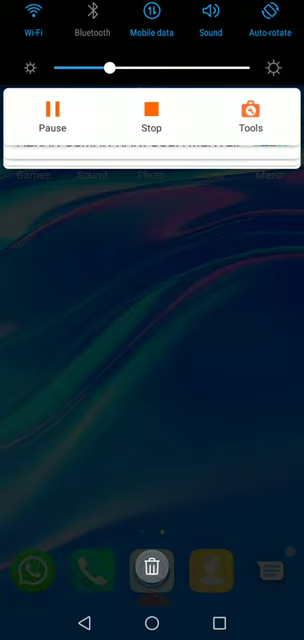 Wi-Fi Bluetooth Mobile data Sound Auto-rotate
Pause Stop Tools
Games Sound Photo Mano